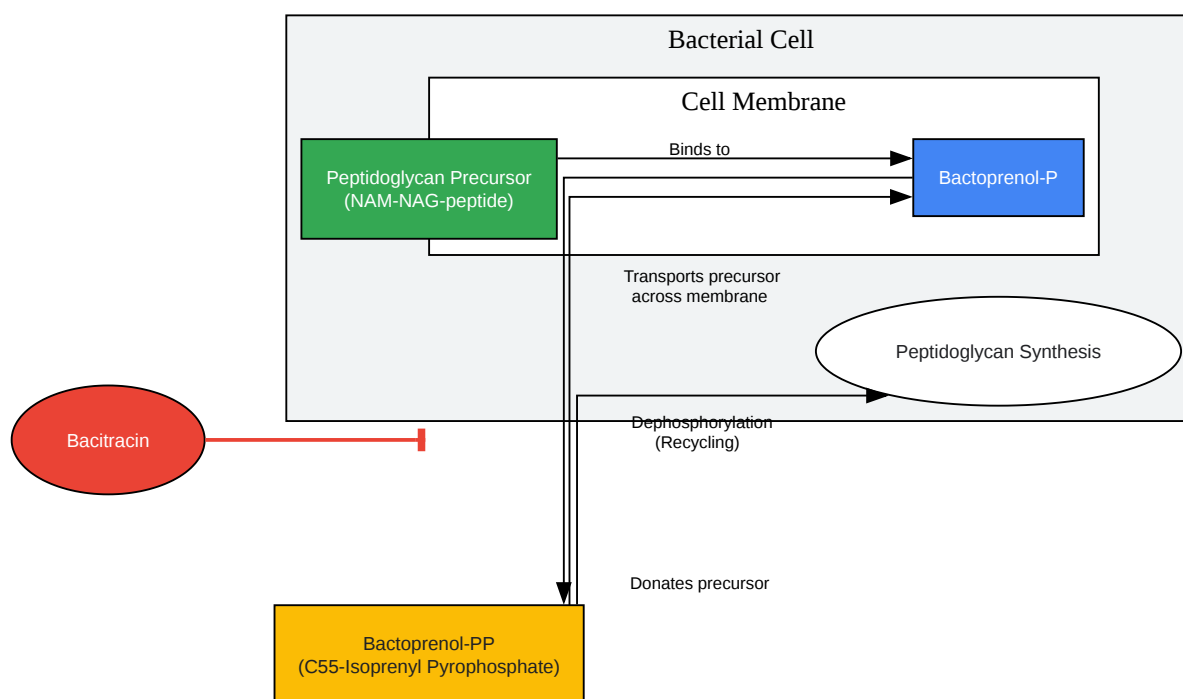 Bacterial Cell
Cell Membrane
Binds to
Peptidoglycan Precursor
(NAM-NAG-peptide)
Bactoprenol-P
Transports precursor
across membrane
Peptidoglycan Synthesis
Dephosphorylation
(Recycling)
Bacitracin
Donates precursor
Bactoprenol-PP
(C55-Isoprenyl Pyrophosphate)